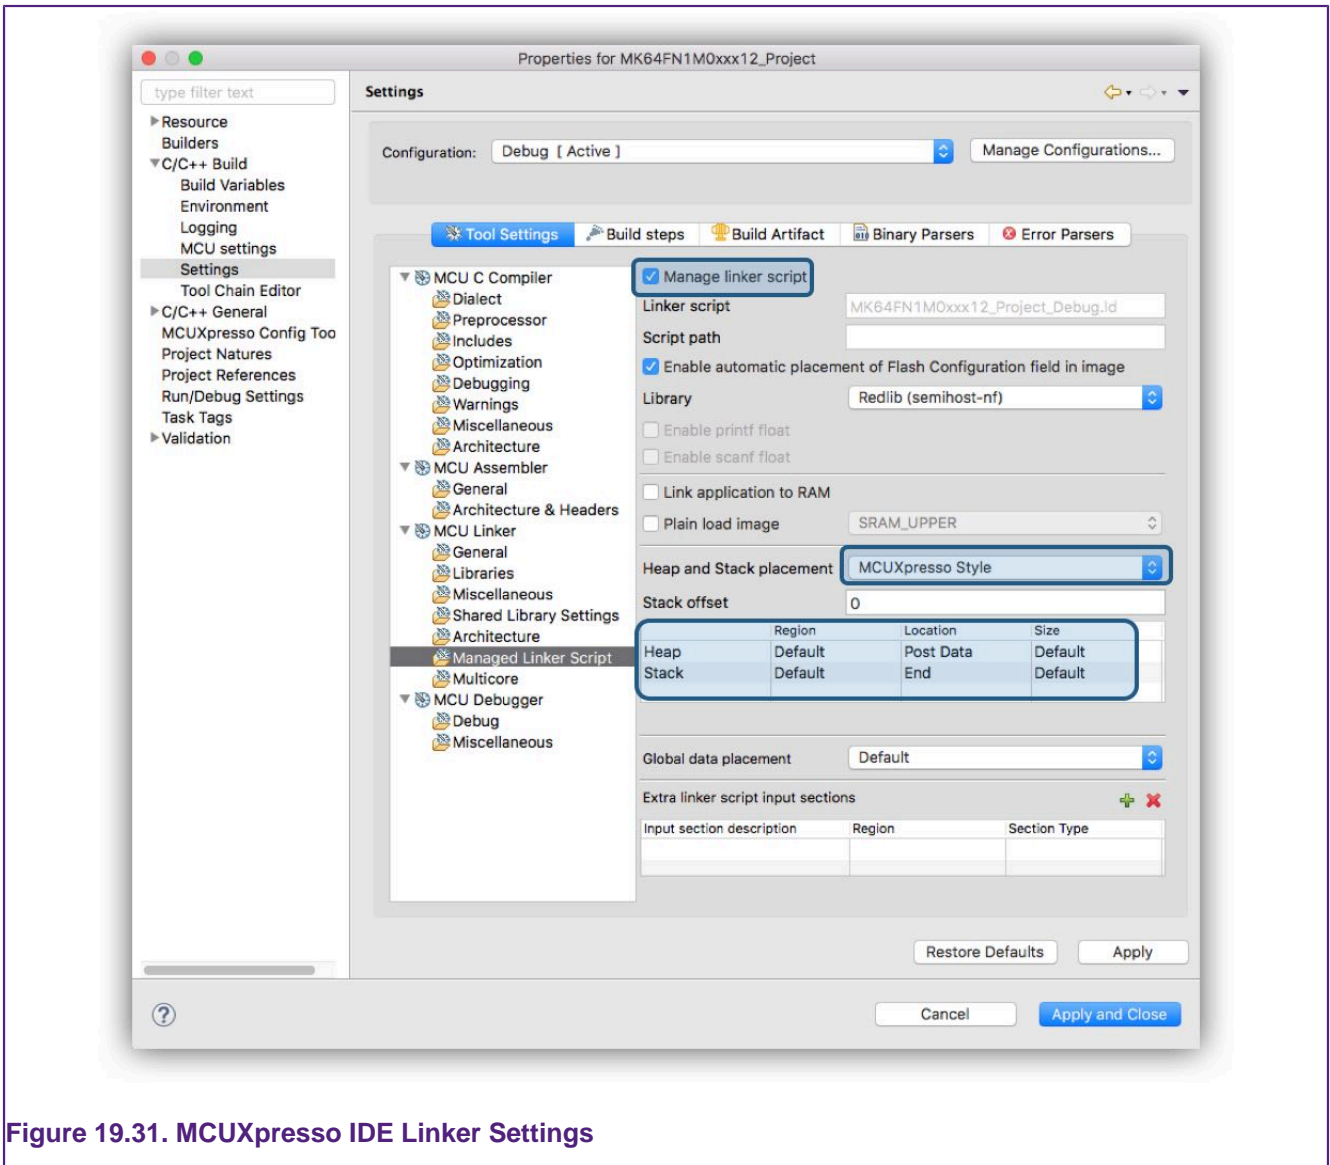 Properties for MK64FN1M0xxx12_Project
type filter text
Resource
Builders
C/C++ Build
Build Variables
Environment
Logging
MCU settings
Settings
Tool Chain Editor
C/C++ General
MCUXpresso Config Too
Project Natures
Project References
Run/Debug Settings
Task Tags
Validation
Settings
Configuration: Debug [ Active ] Manage Configurations...
Tool Settings Build steps Build Artifact Binary Parsers Error Parsers
MCU C Compiler
Dialect
Preprocessor
Includes
Optimization
Debugging
Warnings
Miscellaneous
Architecture
MCU Assembler
General
Architecture & Headers
MCU Linker
General
Libraries
Miscellaneous
Shared Library Settings
Architecture
Managed Linker Script
Multicore
MCU Debugger
Debug
Miscellaneous
Manage linker script
Linker script MK64FN1M0xxx12_Project_Debug.ld
Script path
Enable automatic placement of Flash Configuration field in image
Library Redlib (semihost-nf)
Enable printf float
Enable scanf float
Link application to RAM
Plain load image SRAM_UPPER
Heap and Stack placement MCUXpresso Style
Stack offset 0
Region Location Size
Heap Default Post Data Default
Stack Default End Default
Global data placement Default
Extra linker script input sections
Input section description Region Section Type
Restore Defaults Apply
? Cancel Apply and Close
Figure 19.31. MCUXpresso IDE Linker Settings